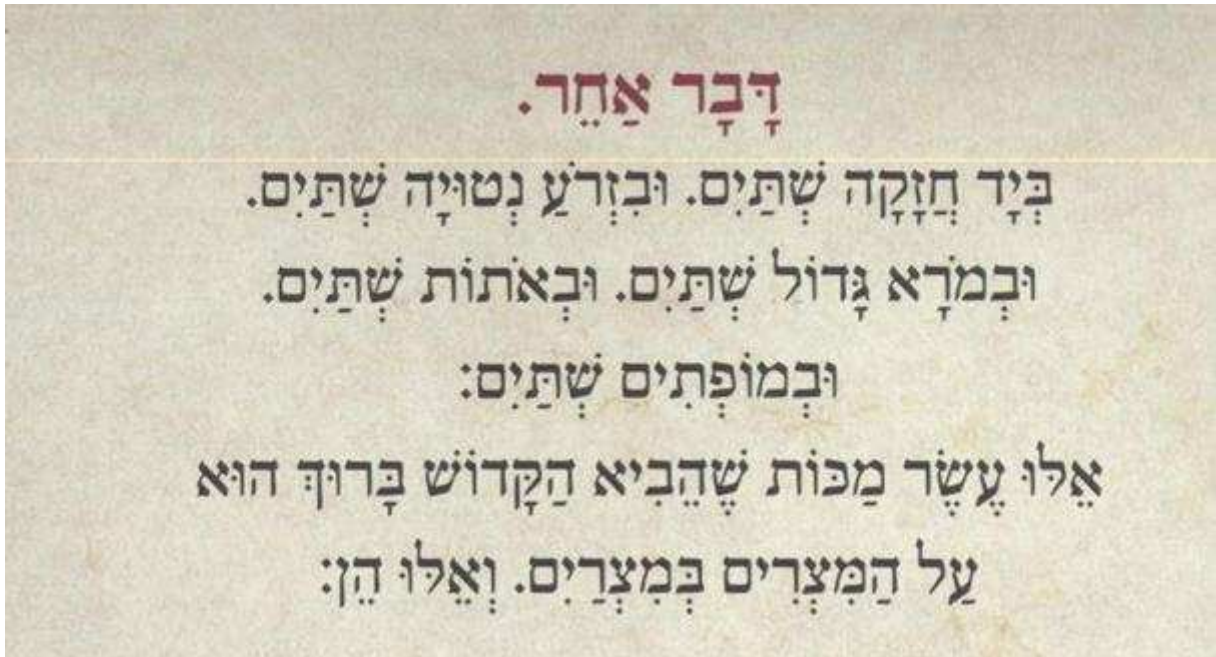 דָּבָר אַחֵר.
בְּיָד חֲזָקָה שְׁתַּיִם. וּבִזְרֹעַ נְטוּיָה שְׁתַּיִם.
וּבְמֹרָא גָּדוֹל שְׁתַּיִם. וּבְאֹתוֹת שְׁתַּיִם.
וּבְמוֹפְתִים שְׁתַּיִם:
אֵלּוּ עֶשֶׂר מַכּוֹת שֶׁהֵבִיא הַקָּדוֹשׁ בָּרוּךְ הוּא
עַל הַמִּצְרִים בְּמִצְרַיִם. וְאֵלּוּ הֵן: